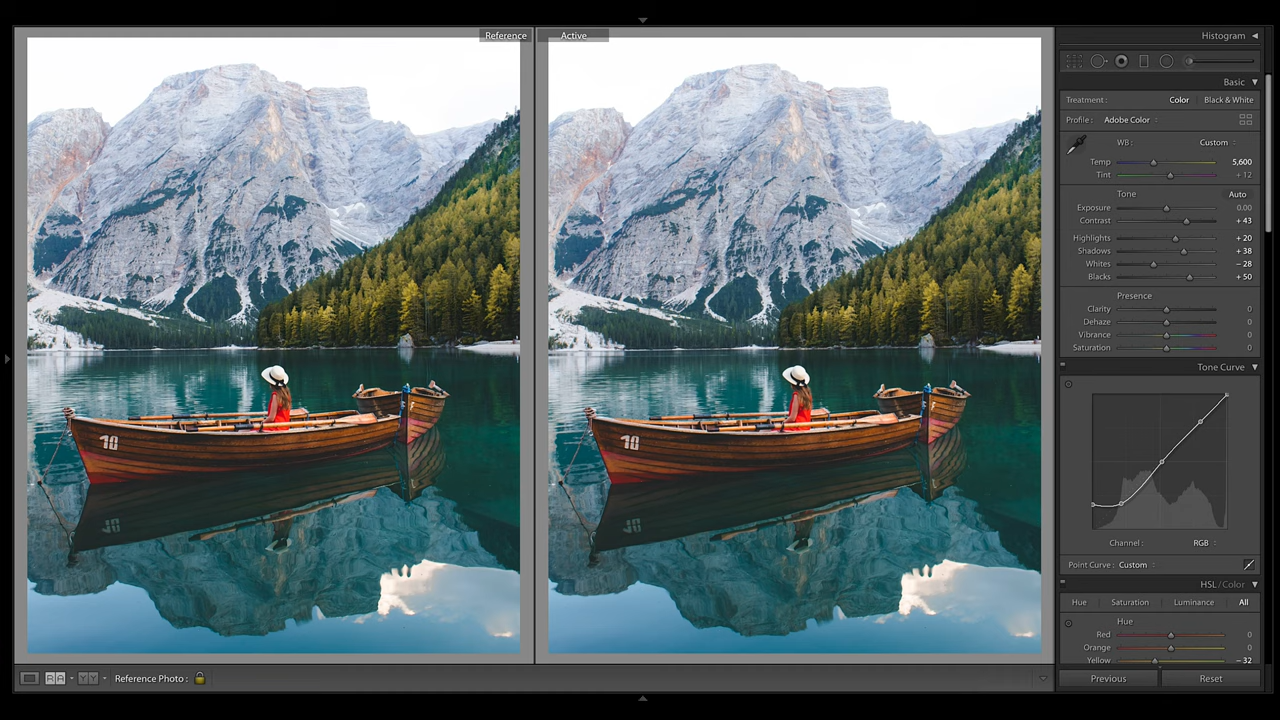 Reference
Active
Histogram
Basic
Treatment : Color Black & White
Profile : Adobe Color
WB : Custom
Temp 5,600
Tint + 12
Tone Auto
Exposure 0.00
Contrast + 43
Highlights + 20
Shadows + 38
Whites − 28
Blacks + 50
Presence
Clarity 0
Dehaze 0
Vibrance 0
Saturation 0
Tone Curve
Channel : RGB
Point Curve : Custom
HSL / Color
Hue Saturation Luminance All
Hue
Red 0
Orange 0
Yellow − 32
10
10
R A Y Y Reference Photo :
Previous Reset